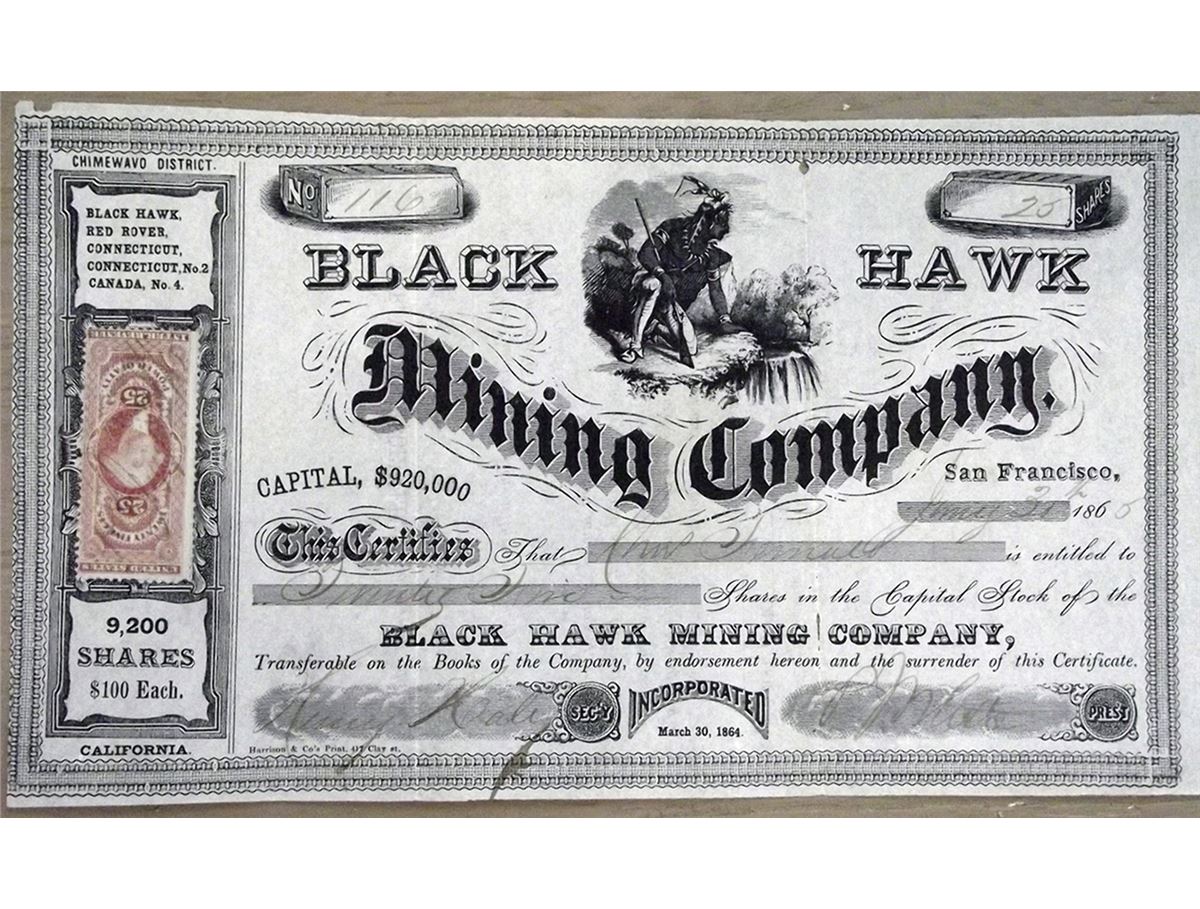 CHIMEWAVO DISTRICT.
BLACK HAWK,
RED ROVER,
CONNECTICUT,
CONNECTICUT, No. 2
CANADA, No. 4.
25
25
9,200
SHARES
$100 Each.
CALIFORNIA.
No 116
25 SHARES
BLACK HAWK
Mining Company.
CAPITAL, $920,000
San Francisco,
186
This Certifies That is entitled to
Twenty Five Shares in the Capital Stock of the
BLACK HAWK MINING COMPANY,
Transferable on the Books of the Company, by endorsement hereon and the surrender of this Certificate.
SEC'Y INCORPORATED PREST
March 30, 1864.
Harrison & Co's Print, 417 Clay st.